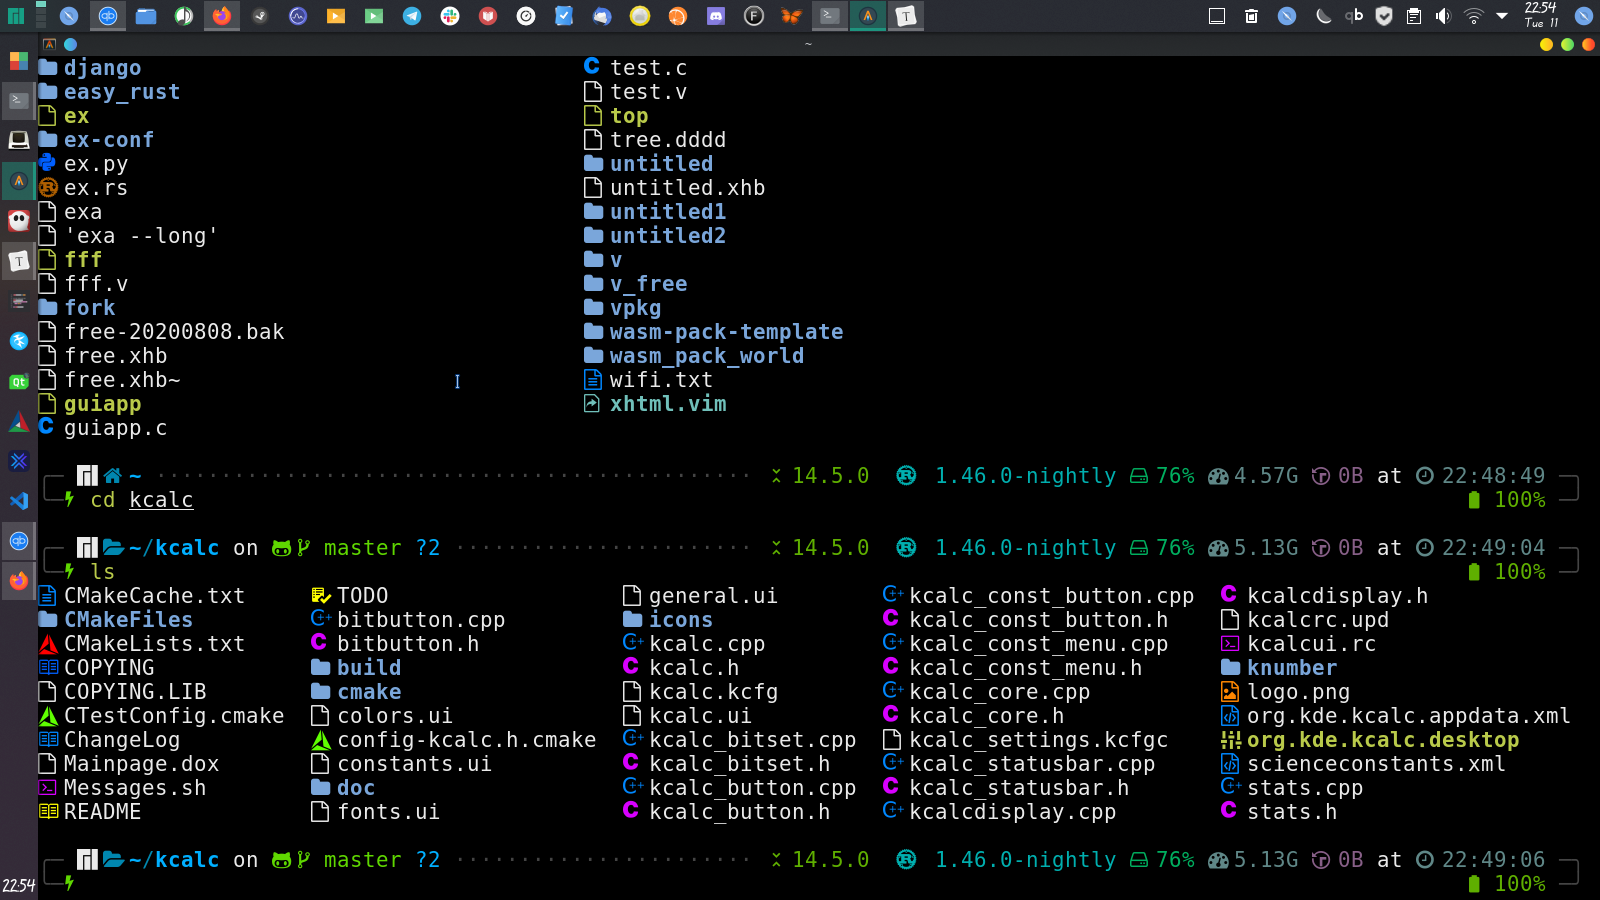 22:54
Tue 11
~
django test.c
easy_rust test.v
ex top
ex-conf tree.dddd
ex.py untitled
ex.rs untitled.xhb
exa untitled1
'exa --long' untitled2
fff v
fff.v v_free
fork vpkg
free-20200808.bak wasm-pack-template
free.xhb wasm_pack_world
free.xhb~ wifi.txt
guiapp xhtml.vim
guiapp.c
~ 14.5.0 1.46.0-nightly 76% 4.57G 0B at 22:48:49
cd kcalc 100%
~/kcalc on master ?2 14.5.0 1.46.0-nightly 76% 5.13G 0B at 22:49:04
ls 100%
CMakeCache.txt TODO general.ui kcalc_const_button.cpp kcalcdisplay.h
CMakeFiles bitbutton.cpp icons kcalc_const_button.h kcalcrc.upd
CMakeLists.txt bitbutton.h kcalc.cpp kcalc_const_menu.cpp kcalcui.rc
COPYING build kcalc.h kcalc_const_menu.h knumber
COPYING.LIB cmake kcalc.kcfg kcalc_core.cpp logo.png
CTestConfig.cmake colors.ui kcalc.ui kcalc_core.h org.kde.kcalc.appdata.xml
ChangeLog config-kcalc.h.cmake kcalc_bitset.cpp kcalc_settings.kcfgc org.kde.kcalc.desktop
Mainpage.dox constants.ui kcalc_bitset.h kcalc_statusbar.cpp scienceconstants.xml
Messages.sh doc kcalc_button.cpp kcalc_statusbar.h stats.cpp
README fonts.ui kcalc_button.h kcalcdisplay.cpp stats.h
~/kcalc on master ?2 14.5.0 1.46.0-nightly 76% 5.13G 0B at 22:49:06
100%
22:54